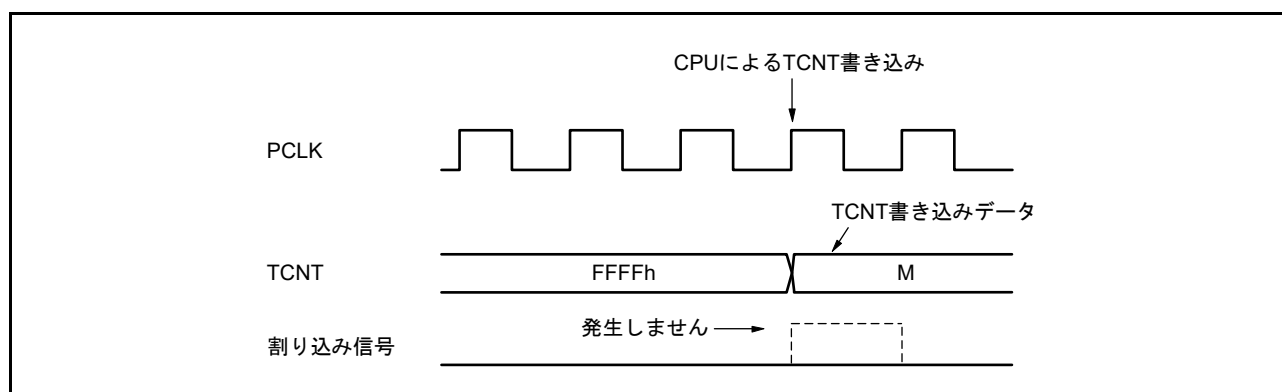 CPUによるTCNT書き込み
PCLK
TCNT書き込みデータ
TCNT
FFFFh
M
発生しません
割り込み信号